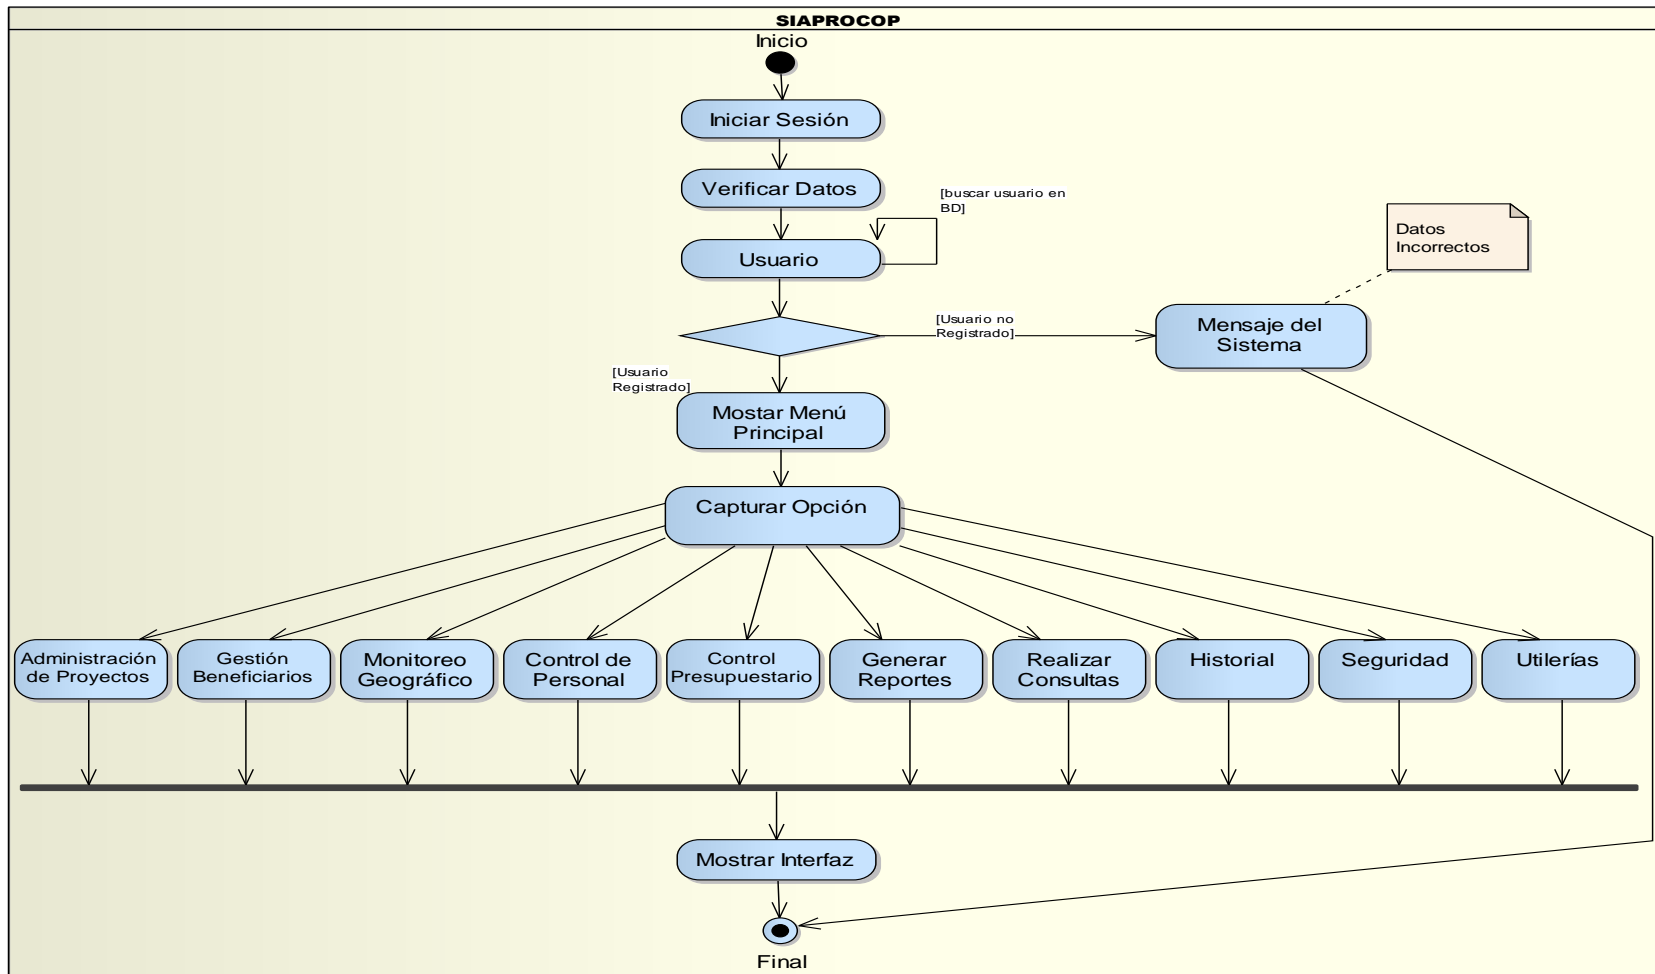 SIAPROCOP
Inicio
Iniciar Sesión
Verificar Datos
[buscar usuario en
BD]
Usuario
Datos
Incorrectos
[Usuario no
Registrado]
Mensaje del
Sistema
[Usuario
Registrado]
Mostar Menú
Principal
Capturar Opción
Administración
de Proyectos
Gestión
Beneficiarios
Monitoreo
Geográfico
Control de
Personal
Control
Presupuestario
Generar
Reportes
Realizar
Consultas
Historial
Seguridad
Utilerías
Mostrar Interfaz
Final